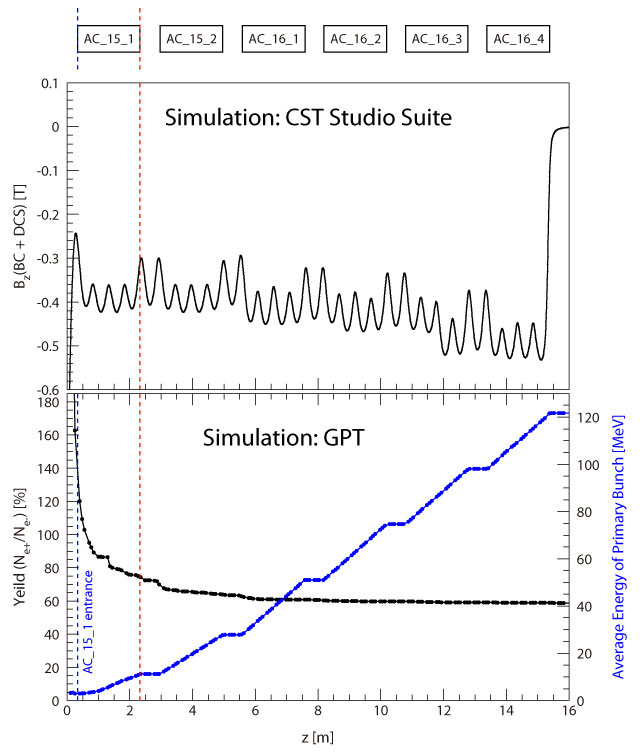 AC_15_1 AC_15_2 AC_16_1 AC_16_2 AC_16_3 AC_16_4
0.1
0
-0.1
-0.2
-0.3
-0.4
-0.5
-0.6
Bz(BC + DCS) [T]
Simulation: CST Studio Suite
180
160
140
120
100
80
60
40
20
0
Yeild (Ne+/Ne-) [%]
Simulation: GPT
AC_15_1 entrance
120
100
80
60
40
20
0
Average Energy of Primary Bunch [MeV]
0 2 4 6 8 10 12 14 16
z [m]